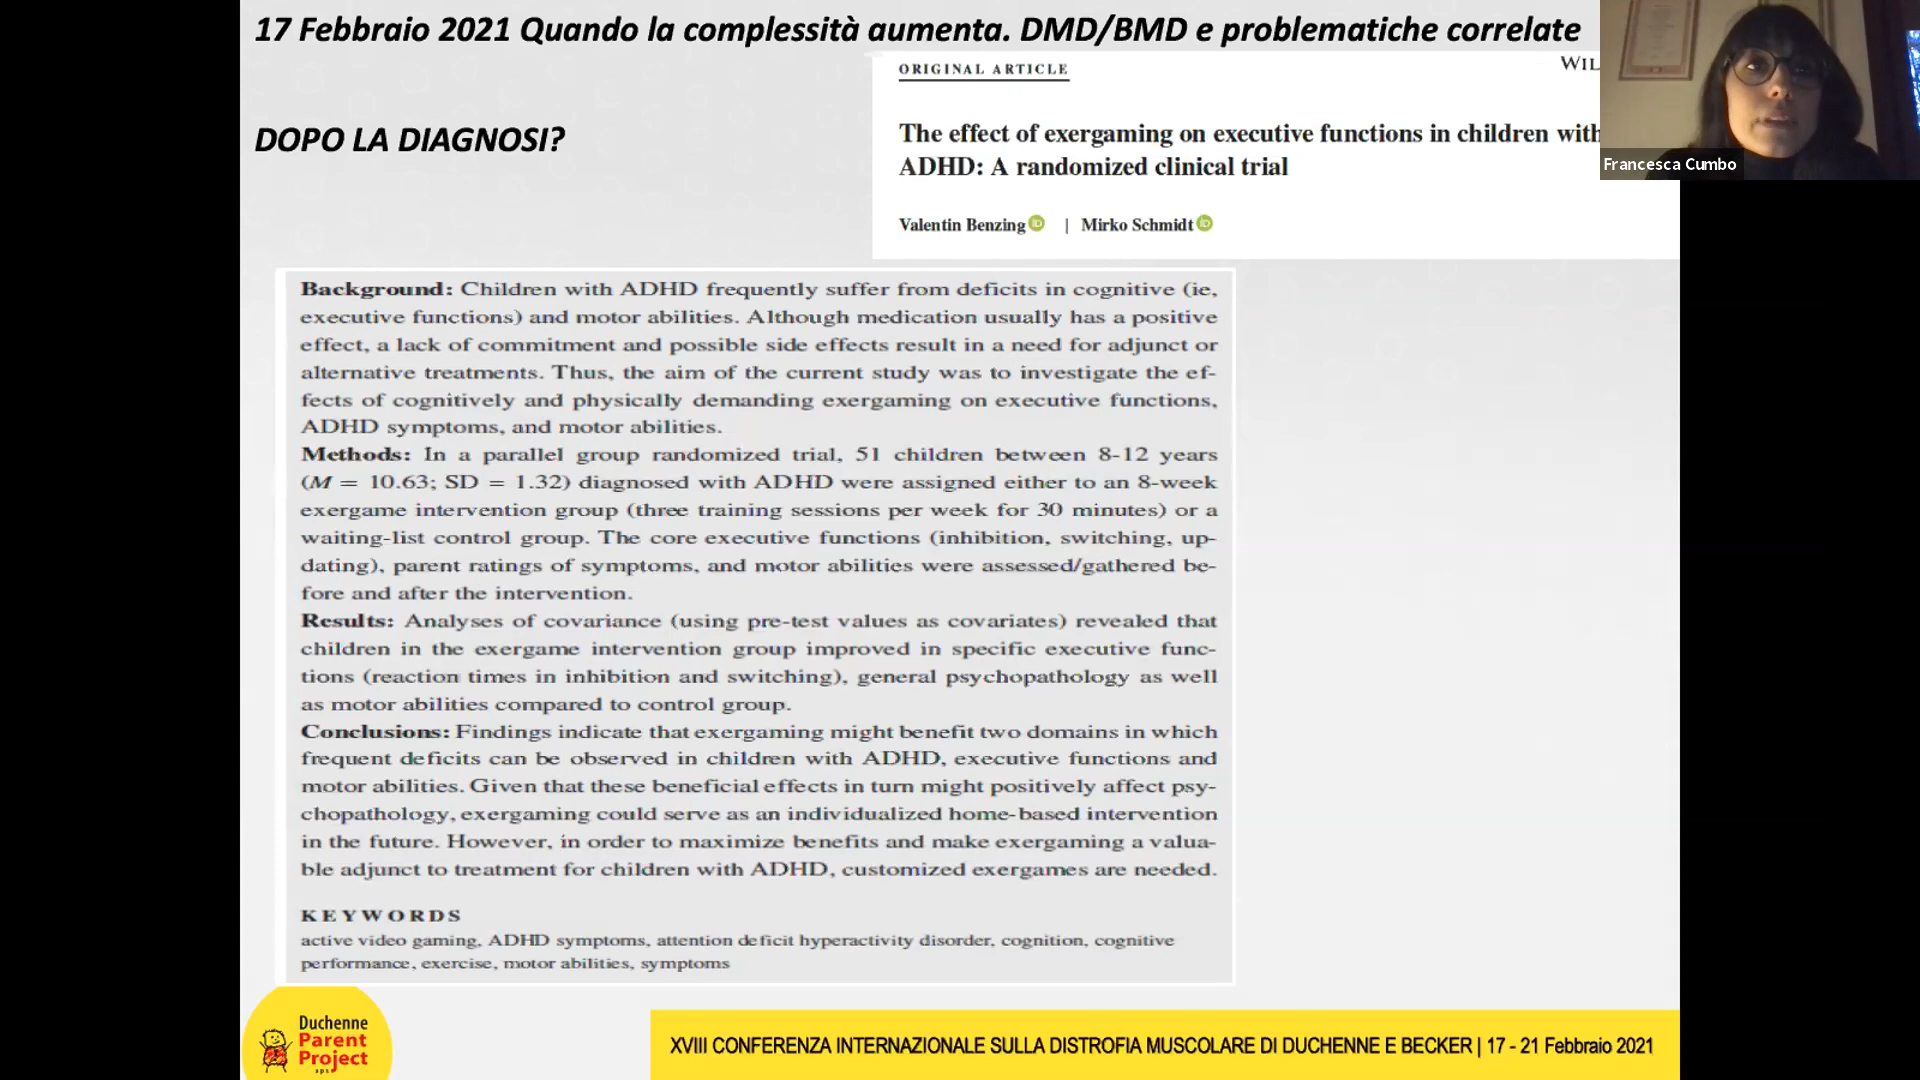 17 Febbraio 2021 Quando la complessità aumenta. DMD/BMD e problematiche correlate
ORIGINAL ARTICLE
WIL
DOPO LA DIAGNOSI?
The effect of exergaming on executive functions in children with
ADHD: A randomized clinical trial
Francesca Cumbo
Valentin Benzing iD | Mirko Schmidt iD
Background: Children with ADHD frequently suffer from deficits in cognitive (ie,
executive functions) and motor abilities. Although medication usually has a positive
effect, a lack of commitment and possible side effects result in a need for adjunct or
alternative treatments. Thus, the aim of the current study was to investigate the ef-
fects of cognitively and physically demanding exergaming on executive functions,
ADHD symptoms, and motor abilities.
Methods: In a parallel group randomized trial, 51 children between 8-12 years
(M = 10.63; SD = 1.32) diagnosed with ADHD were assigned either to an 8-week
exergame intervention group (three training sessions per week for 30 minutes) or a
waiting-list control group. The core executive functions (inhibition, switching, up-
dating), parent ratings of symptoms, and motor abilities were assessed/gathered be-
fore and after the intervention.
Results: Analyses of covariance (using pre-test values as covariates) revealed that
children in the exergame intervention group improved in specific executive func-
tions (reaction times in inhibition and switching), general psychopathology as well
as motor abilities compared to control group.
Conclusions: Findings indicate that exergaming might benefit two domains in which
frequent deficits can be observed in children with ADHD, executive functions and
motor abilities. Given that these beneficial effects in turn might positively affect psy-
chopathology, exergaming could serve as an individualized home-based intervention
in the future. However, in order to maximize benefits and make exergaming a valua-
ble adjunct to treatment for children with ADHD, customized exergames are needed.
KEYWORDS
active video gaming, ADHD symptoms, attention deficit hyperactivity disorder, cognition, cognitive
performance, exercise, motor abilities, symptoms
Duchenne
Parent
Project
aps
XVIII CONFERENZA INTERNAZIONALE SULLA DISTROFIA MUSCOLARE DI DUCHENNE E BECKER | 17 - 21 Febbraio 2021